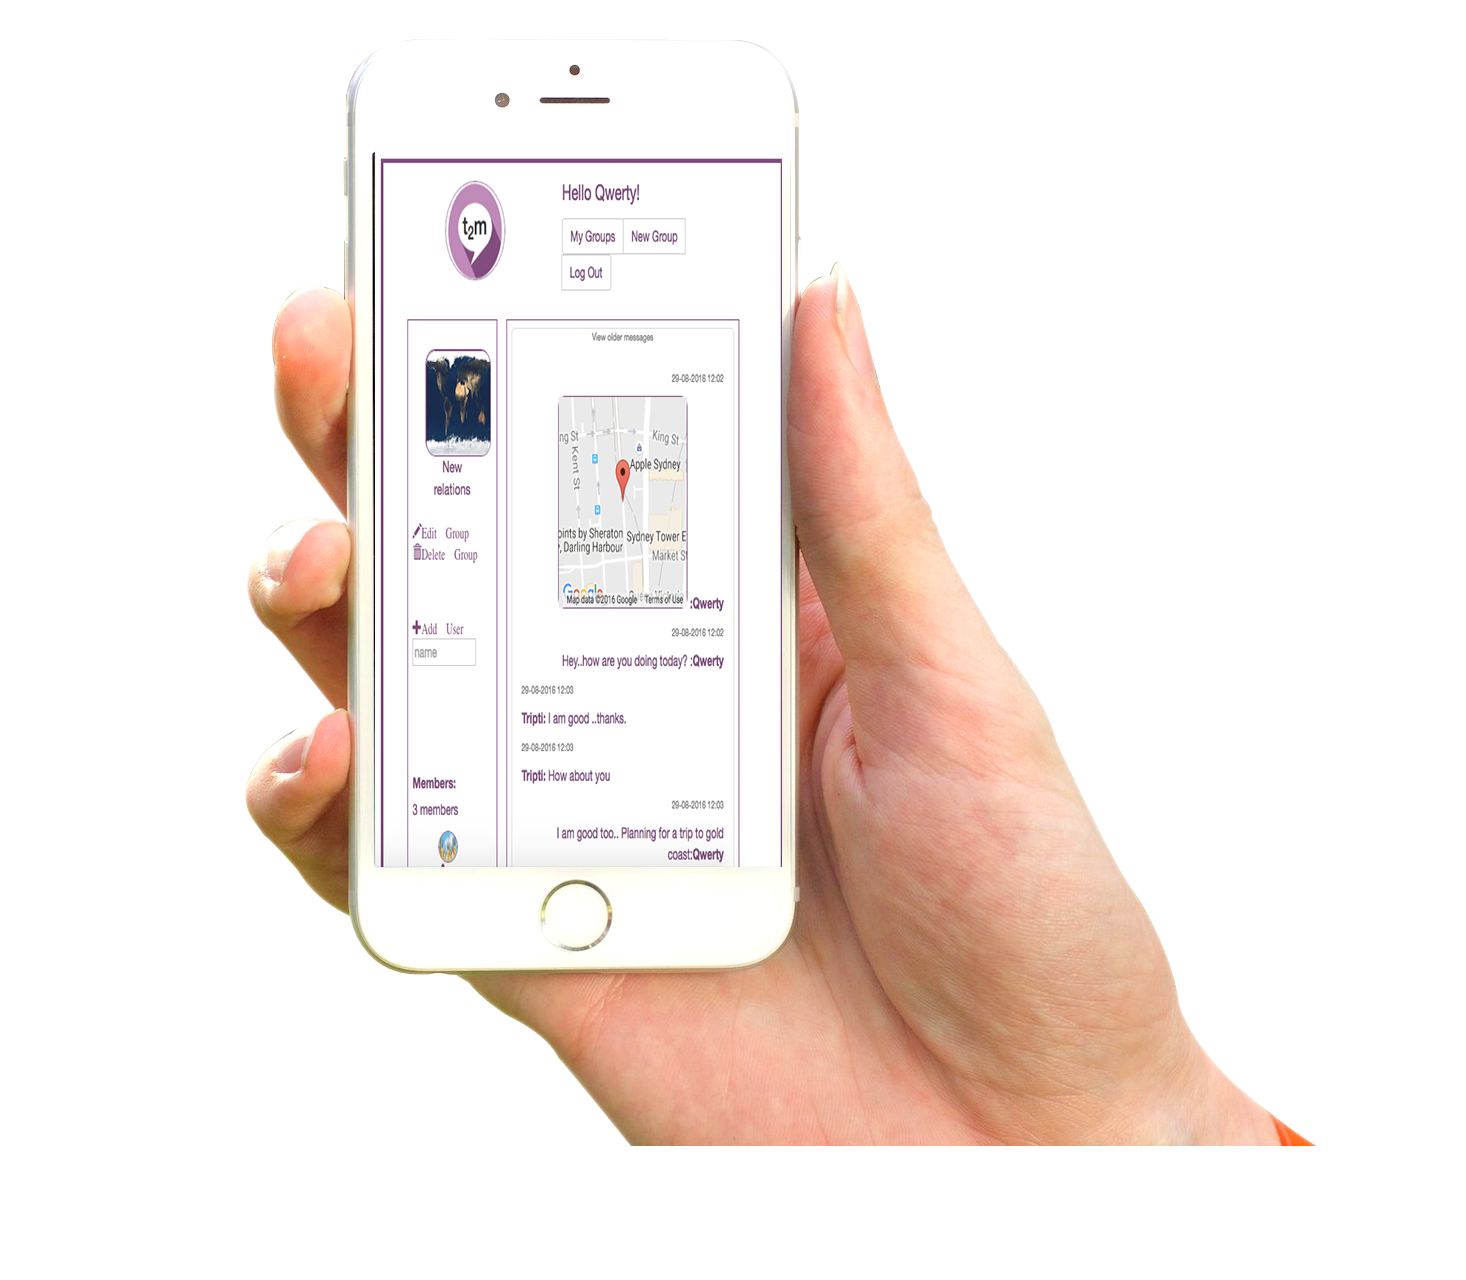 t2m
Hello Qwerty!
My Groups New Group
Log Out
New
relations
Edit Group
Delete Group
Add User
name
Members:
3 members
View older messages
29-08-2016 12:02
ng St
King St
Kent St
Apple Sydney
oints by Sheraton
, Darling Harbour
Sydney Tower E
Market St
Google
Map data ©2016 Google Terms of Use
:Qwerty
29-08-2016 12:02
Hey..how are you doing today? :Qwerty
29-08-2016 12:03
Tripti: I am good ..thanks.
29-08-2016 12:03
Tripti: How about you
29-08-2016 12:03
I am good too.. Planning for a trip to gold
coast:Qwerty